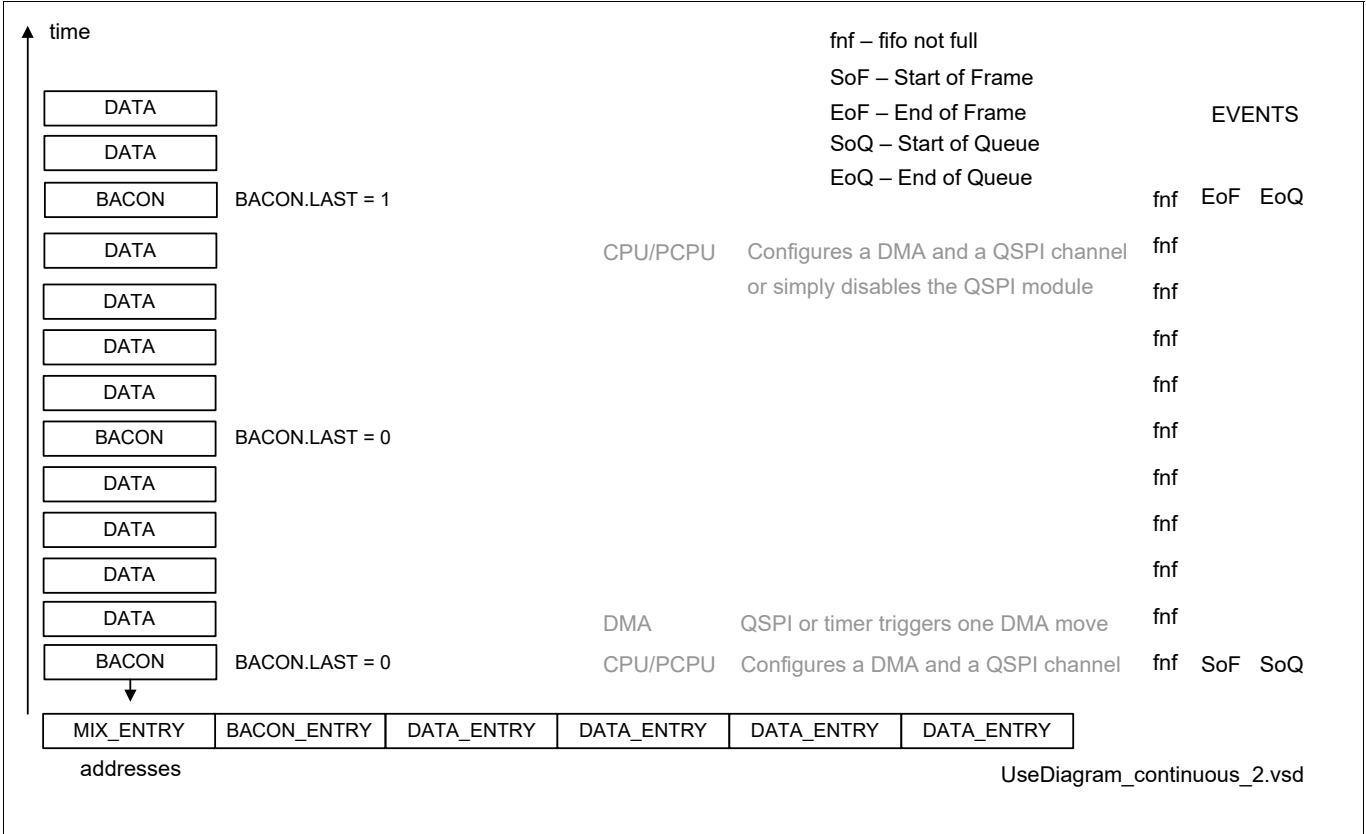 time
fnf – fifo not full
SoF – Start of Frame
DATA EoF – End of Frame EVENTS
DATA SoQ – Start of Queue
EoQ – End of Queue
BACON BACON.LAST = 1 fnf EoF EoQ
DATA CPU/PCPU Configures a DMA and a QSPI channel fnf
or simply disables the QSPI module
DATA fnf
DATA fnf
DATA fnf
BACON BACON.LAST = 0 fnf
DATA fnf
DATA fnf
DATA fnf
DATA DMA QSPI or timer triggers one DMA move fnf
BACON BACON.LAST = 0 CPU/PCPU Configures a DMA and a QSPI channel fnf SoF SoQ
MIX_ENTRY BACON_ENTRY DATA_ENTRY DATA_ENTRY DATA_ENTRY DATA_ENTRY
addresses
UseDiagram_continuous_2.vsd